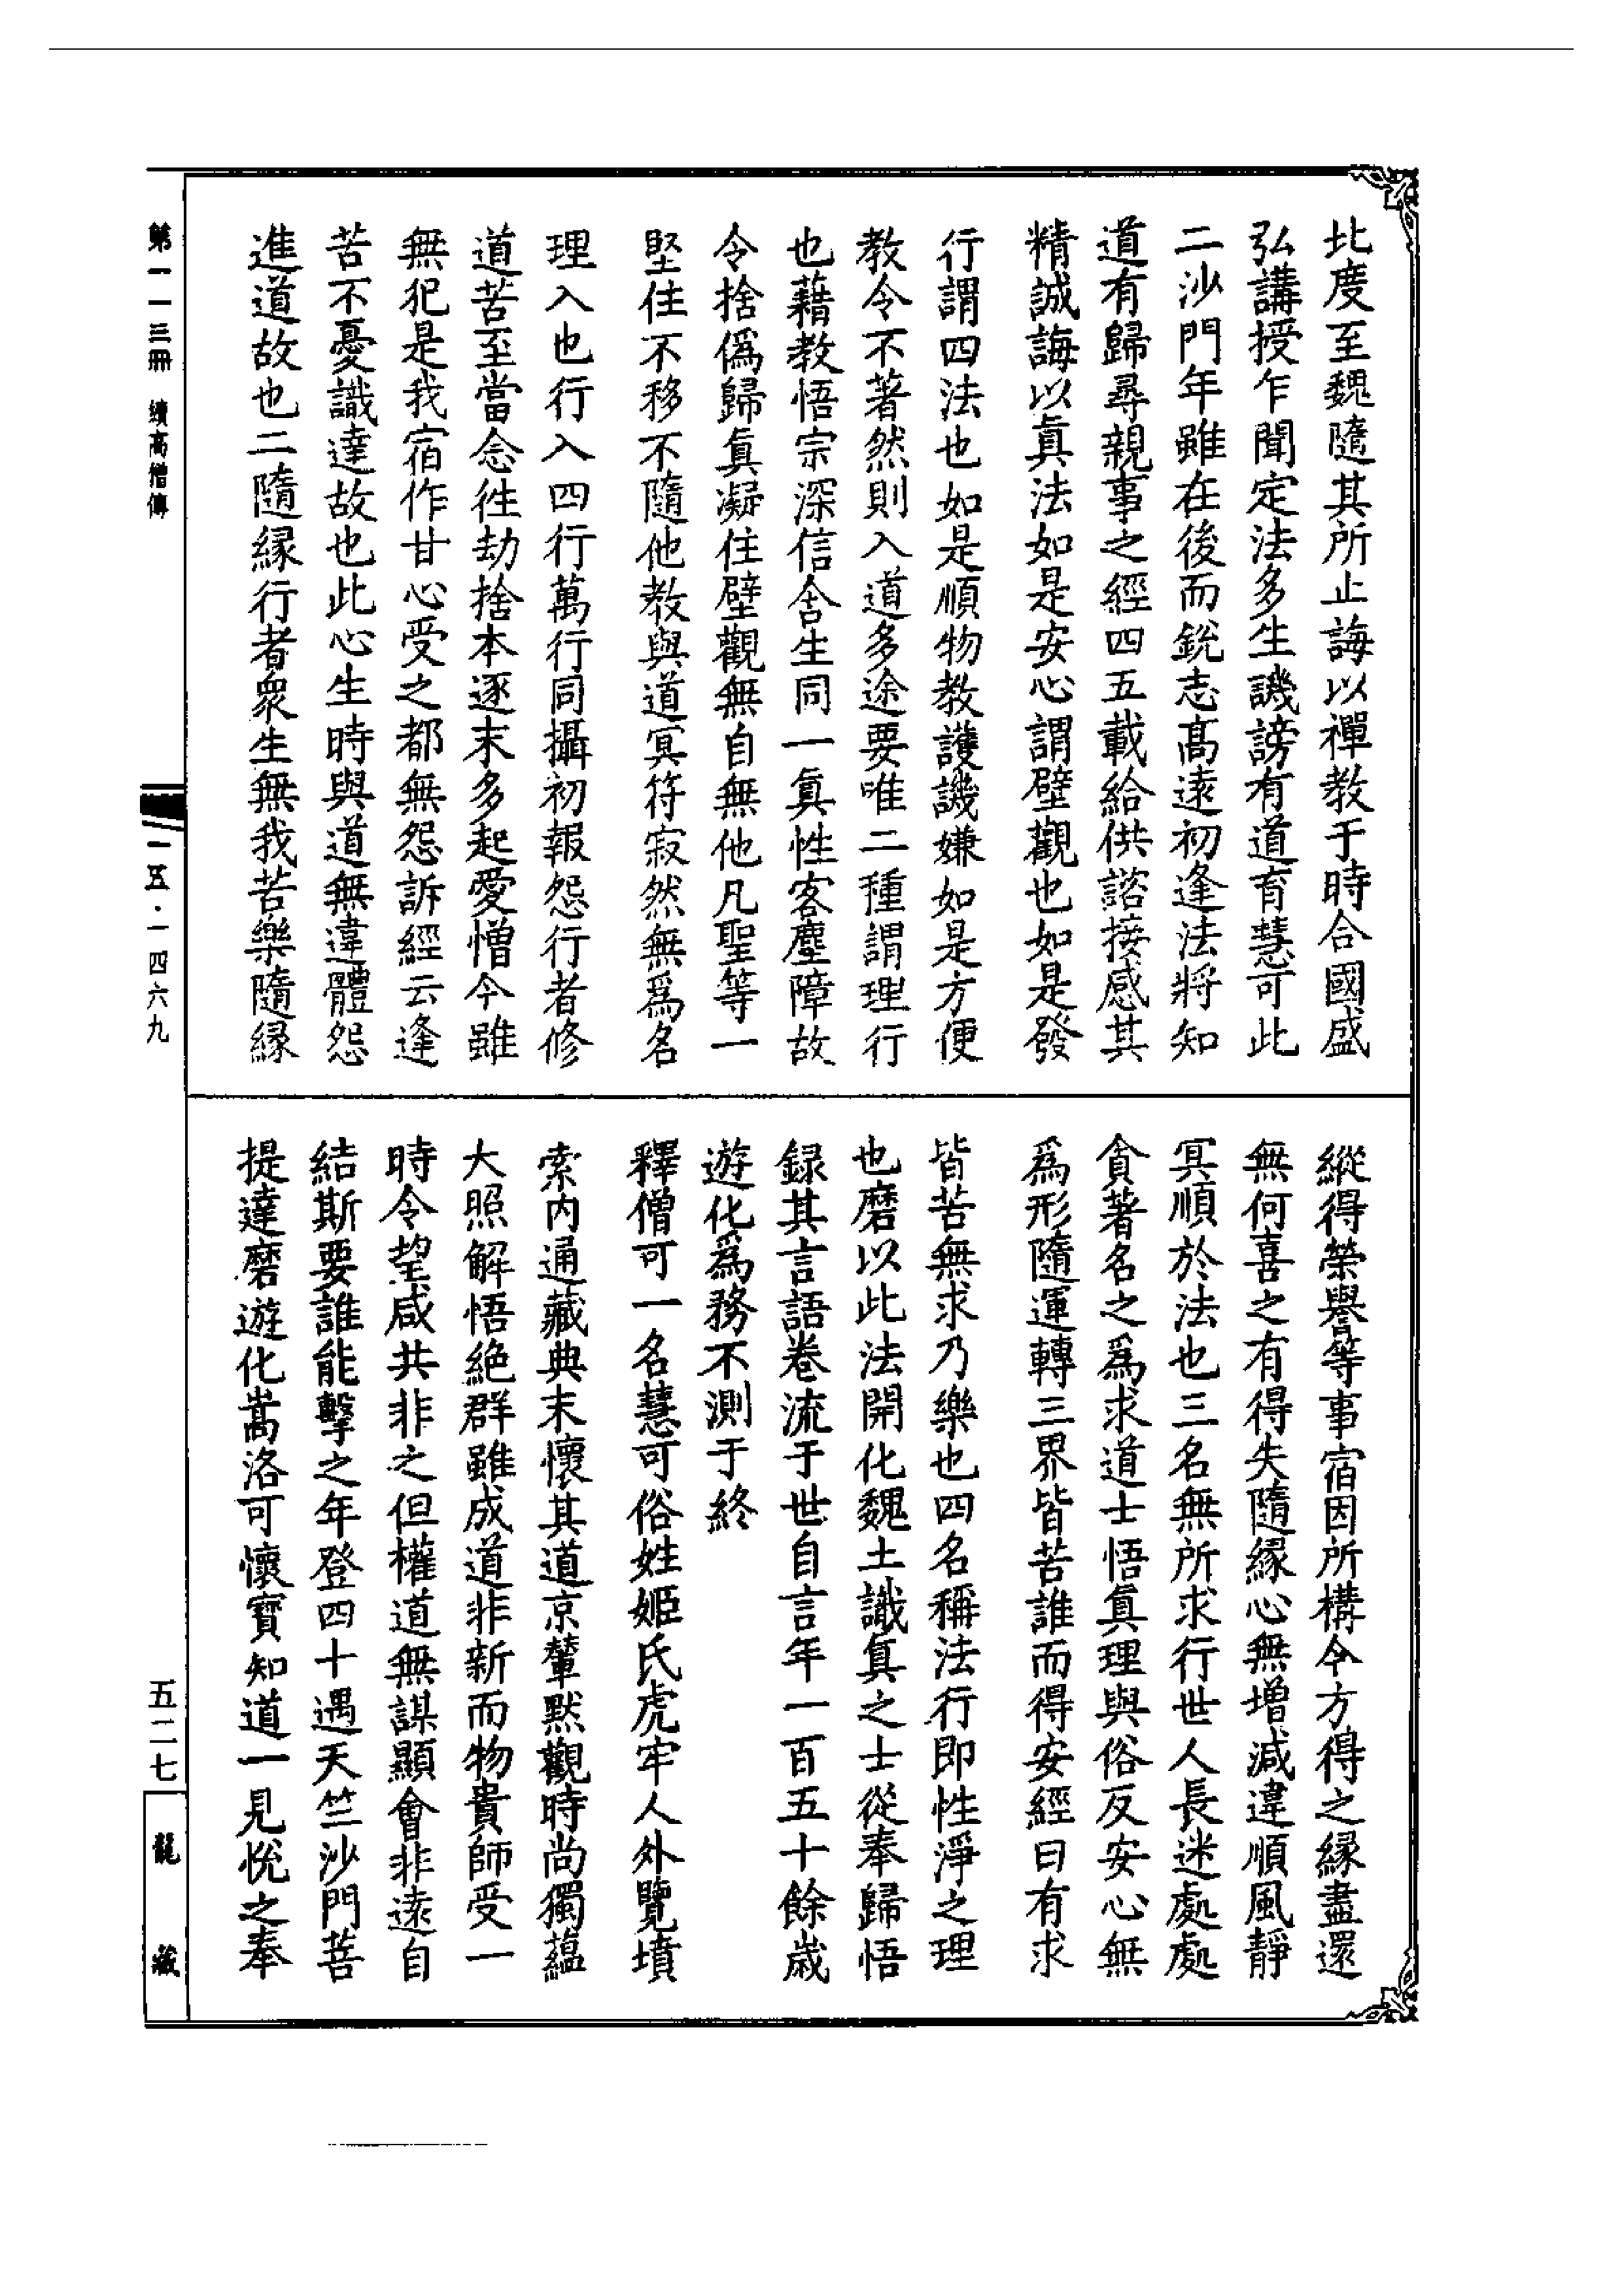 北度至魏隨其所止誨以禪教于時合國盛
弘講授乍聞定法多生譏謗有道育慧可此
二沙門年雖在後而銳志高遠初逢法將知
道有歸尋親事之經四五載給供諮接感其
精誠誨以真法如是安心謂壁觀也如是發
行謂四法也如是順物教護譏嫌如是方便
教令不著然則入道多途要唯二種謂理行
也藉教悟宗深信含生同一真性客塵障故
令捨偽歸真凝住壁觀無自無他凡聖等一
堅住不移不隨他教與道冥符寂然無為名
理入也行入四行萬行同攝初報怨行者修
道苦至當念往劫捨本逐末多起愛憎今雖
無犯是我宿作甘心受之都無怨訴經云逢
苦不憂識達故也此心生時與道無違體怨
進道故也二隨緣行者眾生無我苦樂隨緣
縱得榮譽等事宿因所構今方得之緣盡還
無何喜之有得失隨緣心無增減違順風靜
冥順於法也三名無所求行世人長迷處處
貪著名之為求道士悟真理與俗反安心無
為形隨運轉三界皆苦誰而得安經曰有求
皆苦無求乃樂也四名稱法行即性淨之理
也磨以此法開化魏土識真之士從奉歸悟
錄其言語卷流于世自言年一百五十餘歲
遊化為務不測于終
釋僧可一名慧可俗姓姬氏虎牢人外覽墳
索內通藏典末懷其道京輦默觀時尚獨蘊
大照解悟絕群雖成道非新而物貴師受一
時令望咸共非之但權道無謀顯會非遠自
結斯要誰能擊之年登四十遇天竺沙門菩
提達磨遊化嵩洛可懷寶知道一見悅之奉
第一一三冊 續高僧傳
一五·一四六九
五二七
龍藏